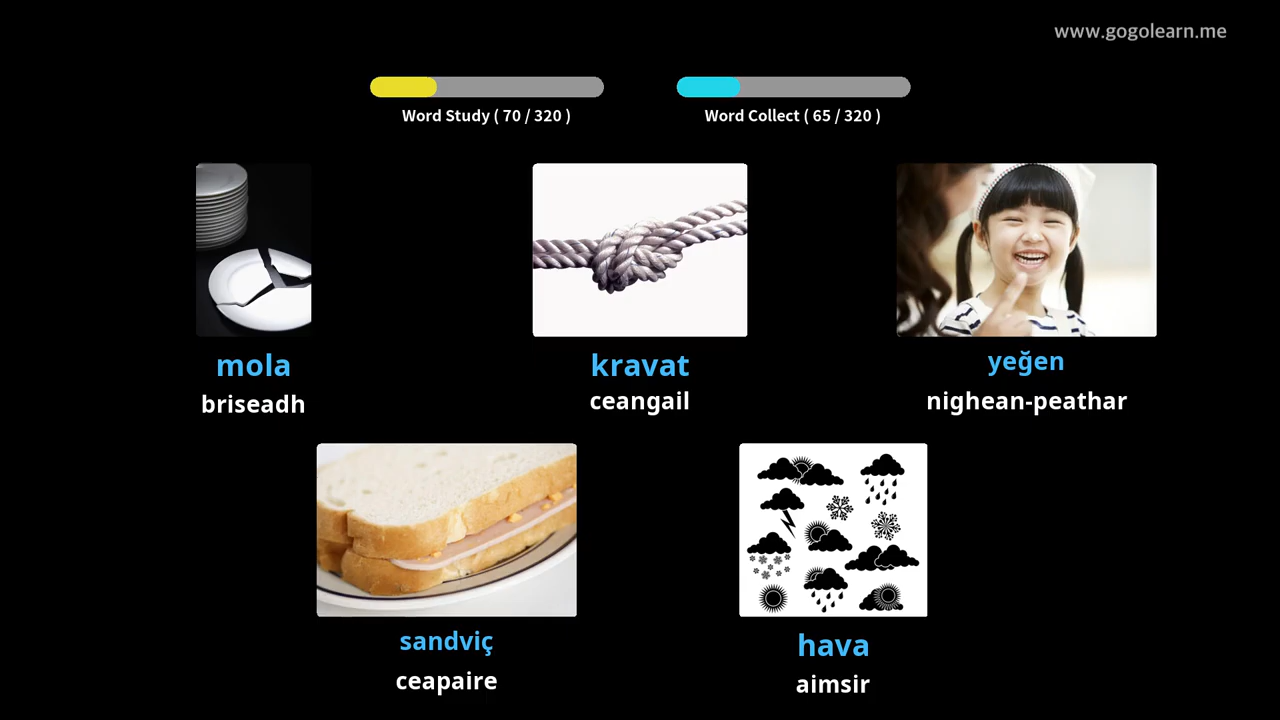 www.gogolearn.me
Word Study ( 70 / 320 )
Word Collect ( 65 / 320 )
mola
briseadh
kravat
ceangail
yeğen
nighean-peathar
sandviç
ceapaire
hava
aimsir